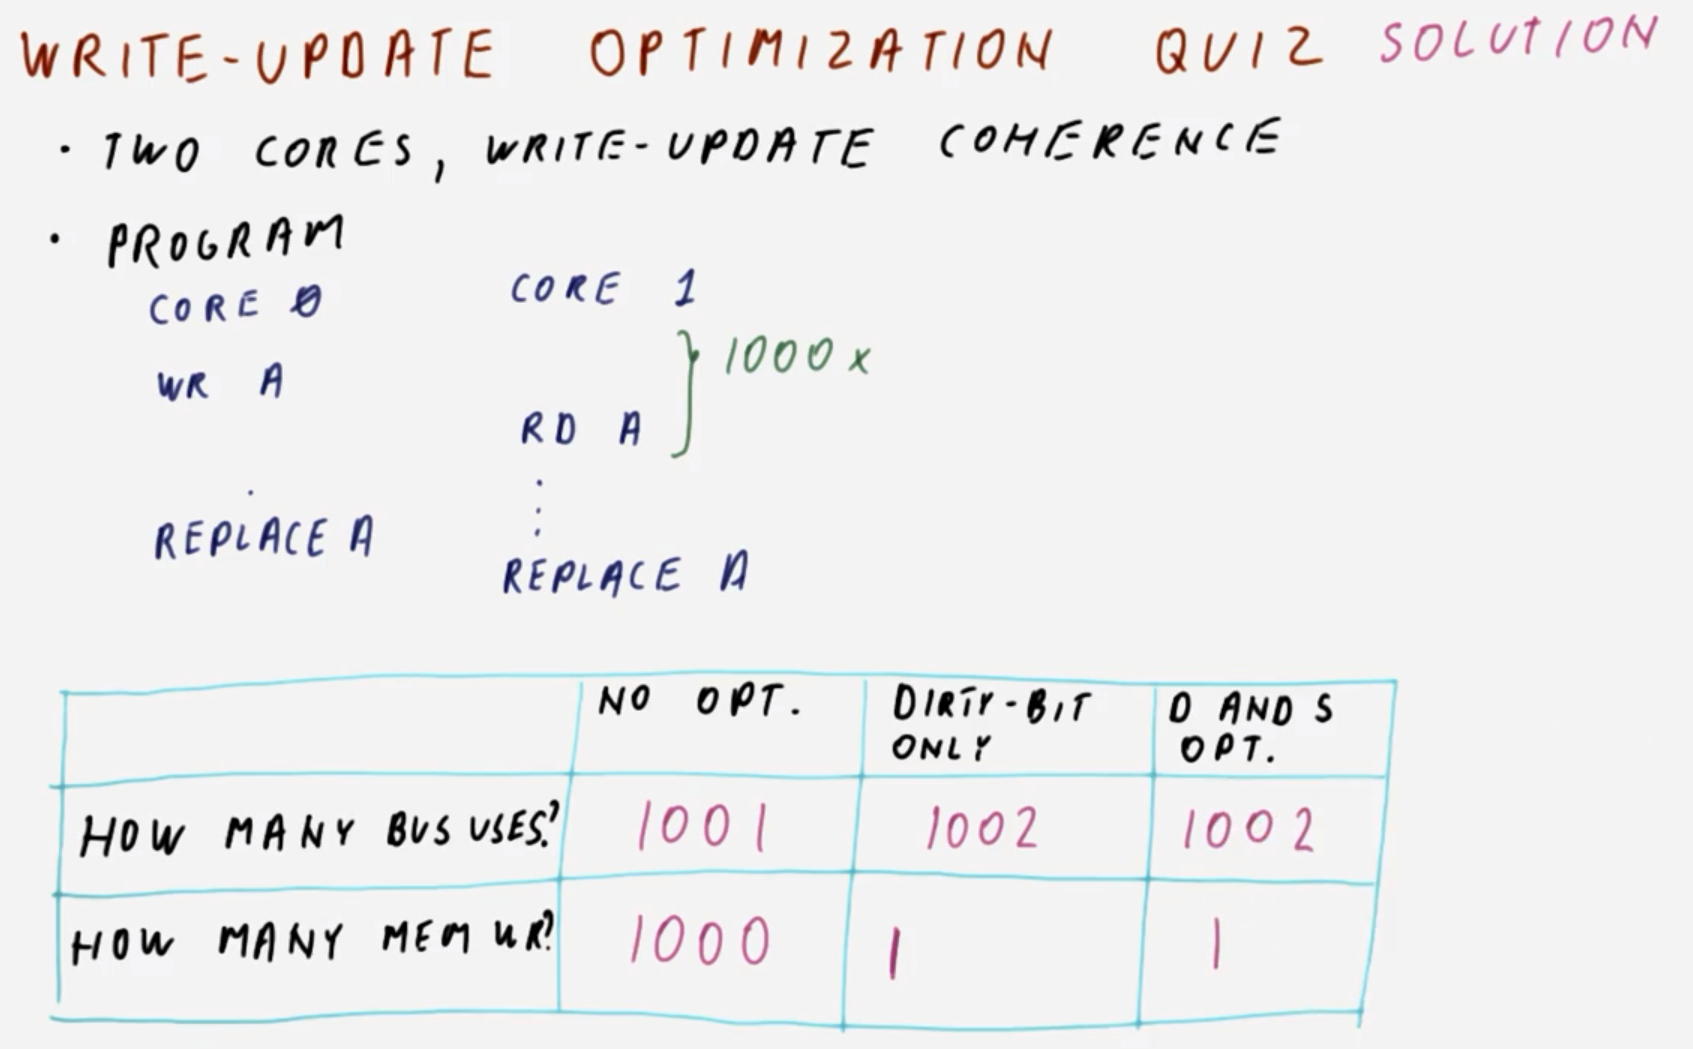 WRITE-UPDATE OPTIMIZATION QUIZ SOLUTION
· TWO CORES, WRITE-UPDATE COHERENCE
· PROGRAM
CORE 0 CORE 1
WR A } 1000x
RD A
REPLACE A
REPLACE A
NO OPT. DIRTY-BIT ONLY D AND S OPT.
HOW MANY BUS USES? 1001 1002 1002
HOW MANY MEM WR? 1000 1 1